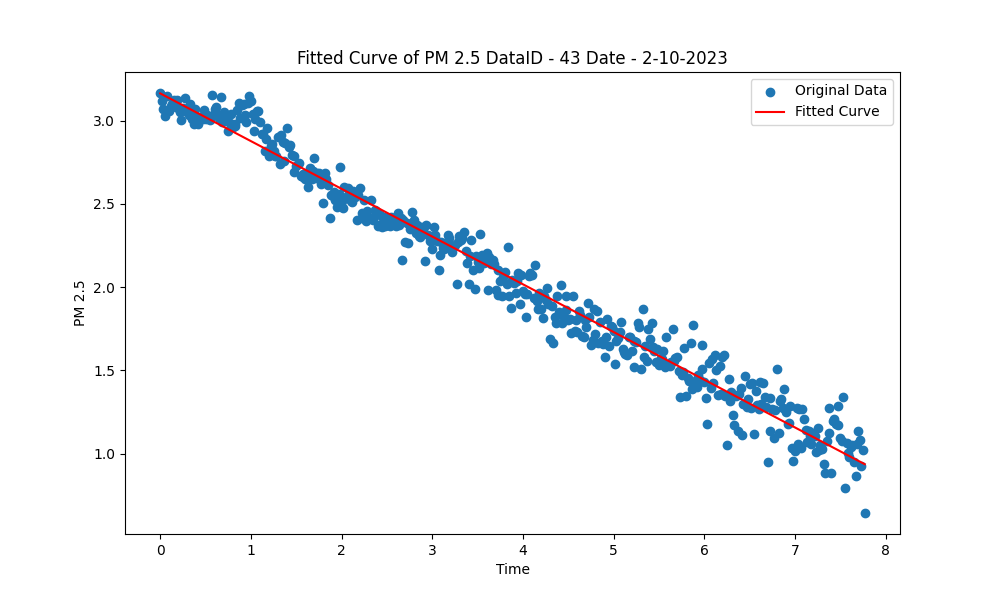 Fitted Curve of PM 2.5 DataID - 43 Date - 2-10-2023
Original Data
Fitted Curve
PM 2.5
3.0
2.5
2.0
1.5
1.0
0 1 2 3 4 5 6 7 8
Time